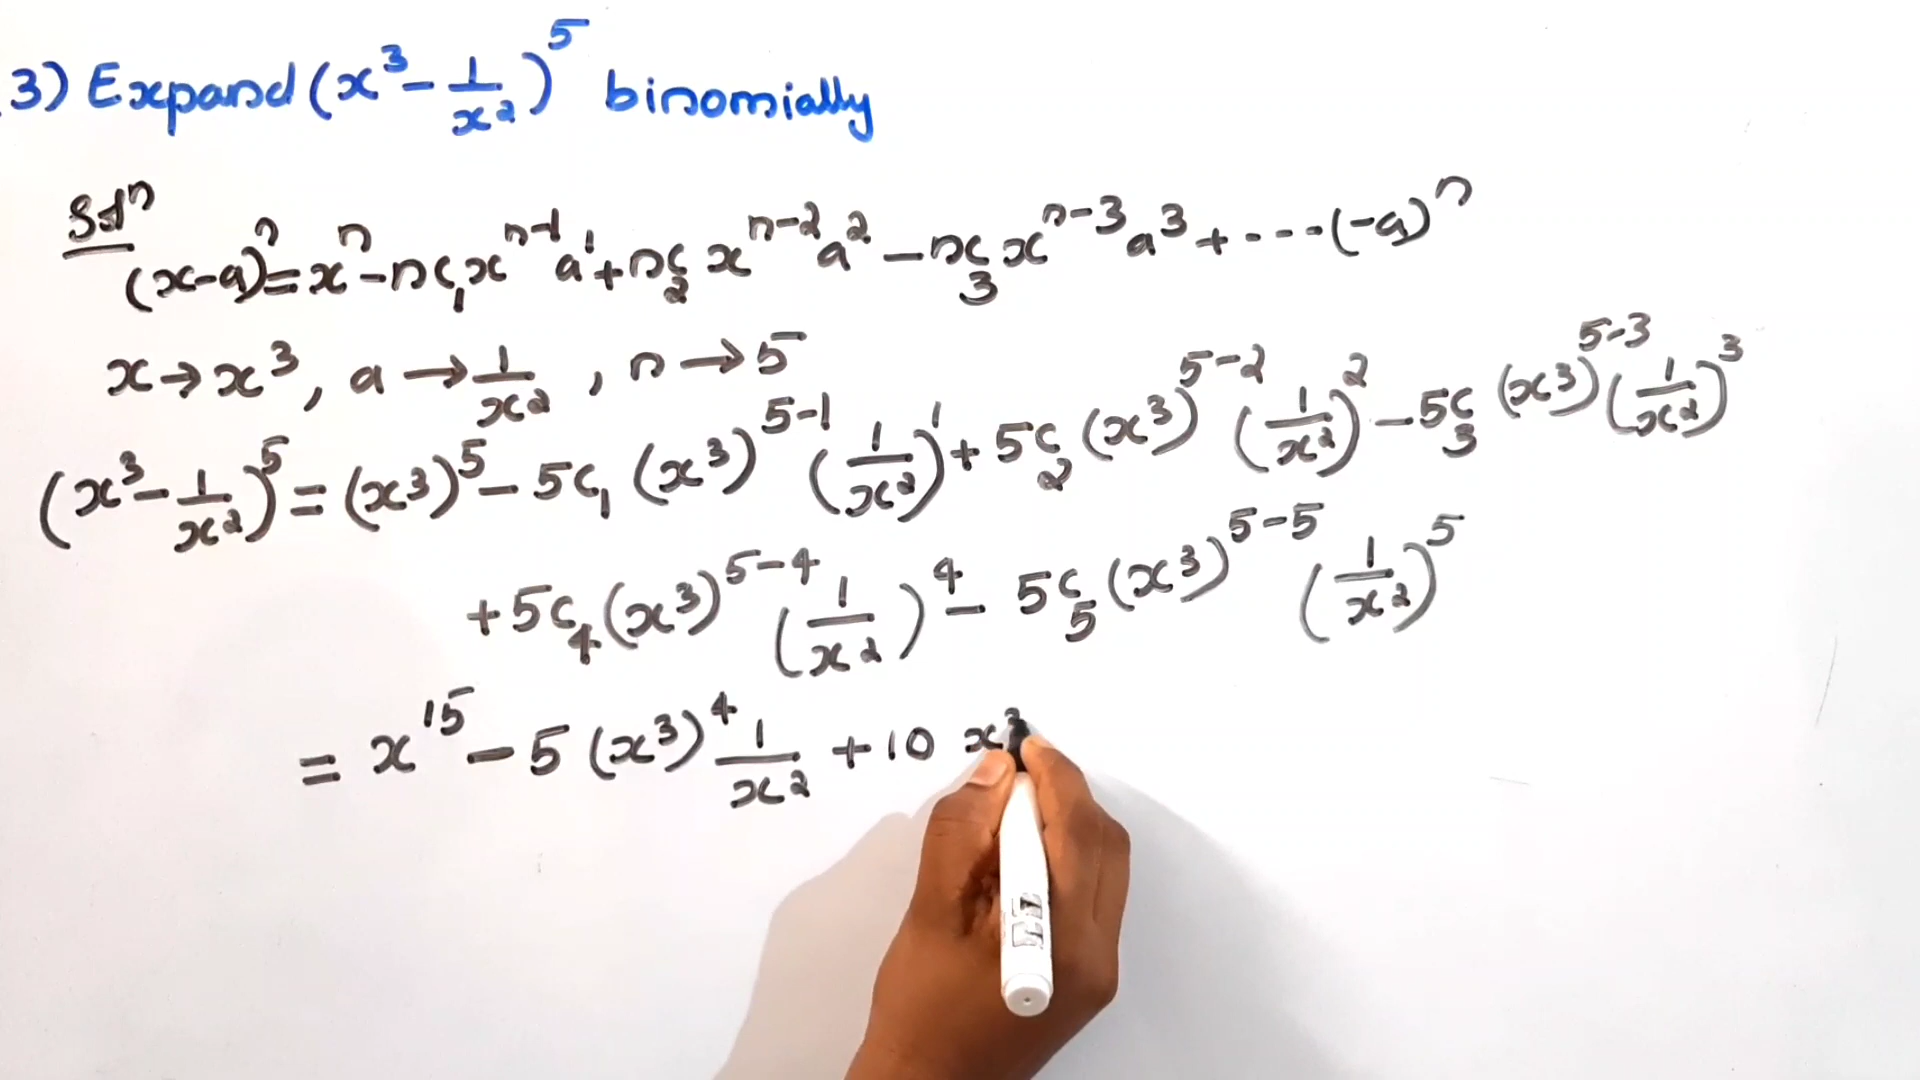 3) Expand (x³ - 1/x²)⁵ binomially
Solⁿ
(x-a)ⁿ = xⁿ - nC₁ xⁿ⁻¹ a¹ + nC₂ xⁿ⁻² a² - nC₃ xⁿ⁻³ a³ + ---- (-a)ⁿ
x → x³, a → 1/x², n → 5
(x³ - 1/x²)⁵ = (x³)⁵ - 5C₁ (x³)⁵⁻¹ (1/x²)¹ + 5C₂ (x³)⁵⁻² (1/x²)² - 5C₃ (x³)⁵⁻³ (1/x²)³
+ 5C₄ (x³)⁵⁻⁴ (1/x²)⁴ - 5C₅ (x³)⁵⁻⁵ (1/x²)⁵
= x¹⁵ - 5 (x³)⁴ 1/x² + 10 x